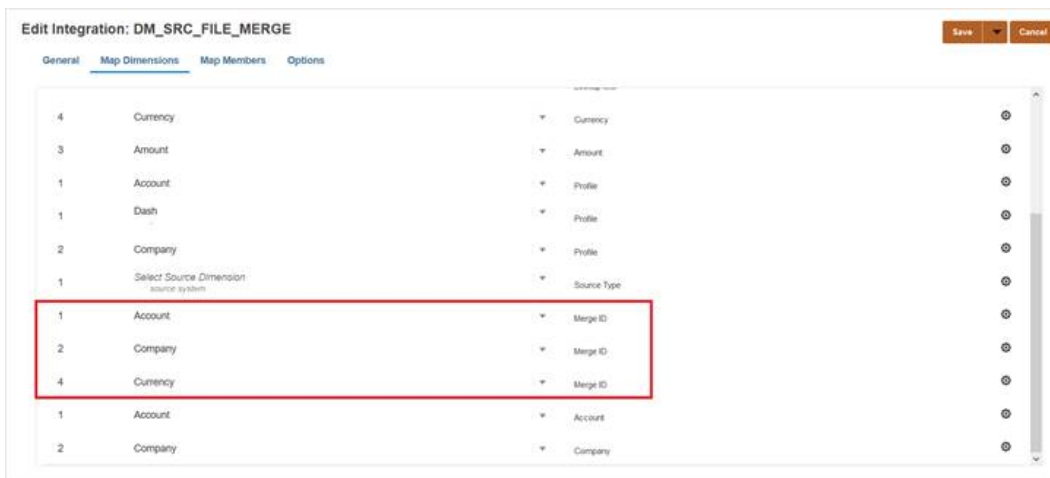 Edit Integration: DM_SRC_FILE_MERGE
Save Cancel
General Map Dimensions Map Members Options
4 Currency Currency
3 Amount Amount
1 Account Profile
1 Dash Profile
-
2 Company Profile
1 Select Source Dimension Source Type
source system
1 Account Merge ID
2 Company Merge ID
4 Currency Merge ID
1 Account Account
2 Company Company